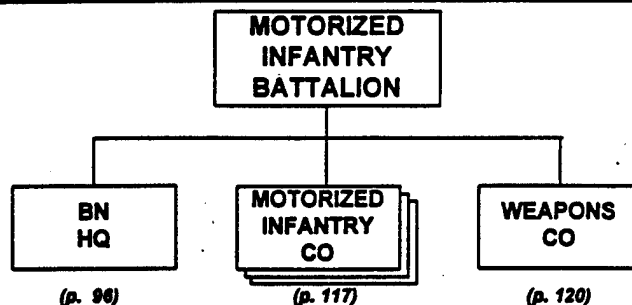 MOTORIZED
INFANTRY
BATTALION
BN
HQ
MOTORIZED
INFANTRY
CO
WEAPONS
CO
(p. 96)
(p. 117)
(p. 120)